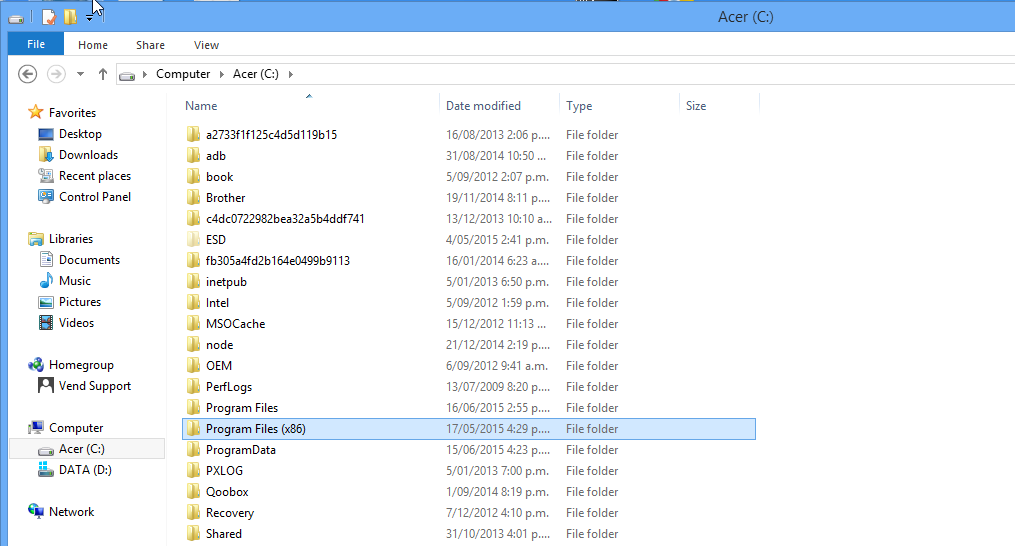 Acer (C:)
File Home Share View
Computer Acer (C:)
Name Date modified Type Size
Favorites
Desktop
Downloads
Recent places
Control Panel
Libraries
Documents
Music
Pictures
Videos
Homegroup
Vend Support
Computer
Acer (C:)
DATA (D:)
Network
a2733f1f125c4d5d119b15 16/08/2013 2:06 p.... File folder
adb 31/08/2014 10:50 ... File folder
book 5/09/2012 2:07 p.m. File folder
Brother 19/11/2014 8:11 p.... File folder
c4dc0722982bea32a5b4ddf741 13/12/2013 10:10 a... File folder
ESD 4/05/2015 2:41 p.m. File folder
fb305a4fd2b164e0499b9113 16/01/2014 6:23 a.... File folder
inetpub 5/01/2013 6:50 p.m. File folder
Intel 5/09/2012 1:59 p.m. File folder
MSOCache 15/12/2012 11:13 ... File folder
node 21/12/2014 2:19 p.... File folder
OEM 6/09/2012 9:41 a.m. File folder
PerfLogs 13/07/2009 8:20 p.... File folder
Program Files 16/06/2015 2:55 p.... File folder
Program Files (x86) 17/05/2015 4:29 p.... File folder
ProgramData 15/06/2015 4:23 p.... File folder
PXLOG 5/01/2013 7:00 p.m. File folder
Qoobox 1/09/2014 8:19 p.m. File folder
Recovery 7/12/2012 4:10 p.m. File folder
Shared 31/10/2013 4:01 p.... File folder